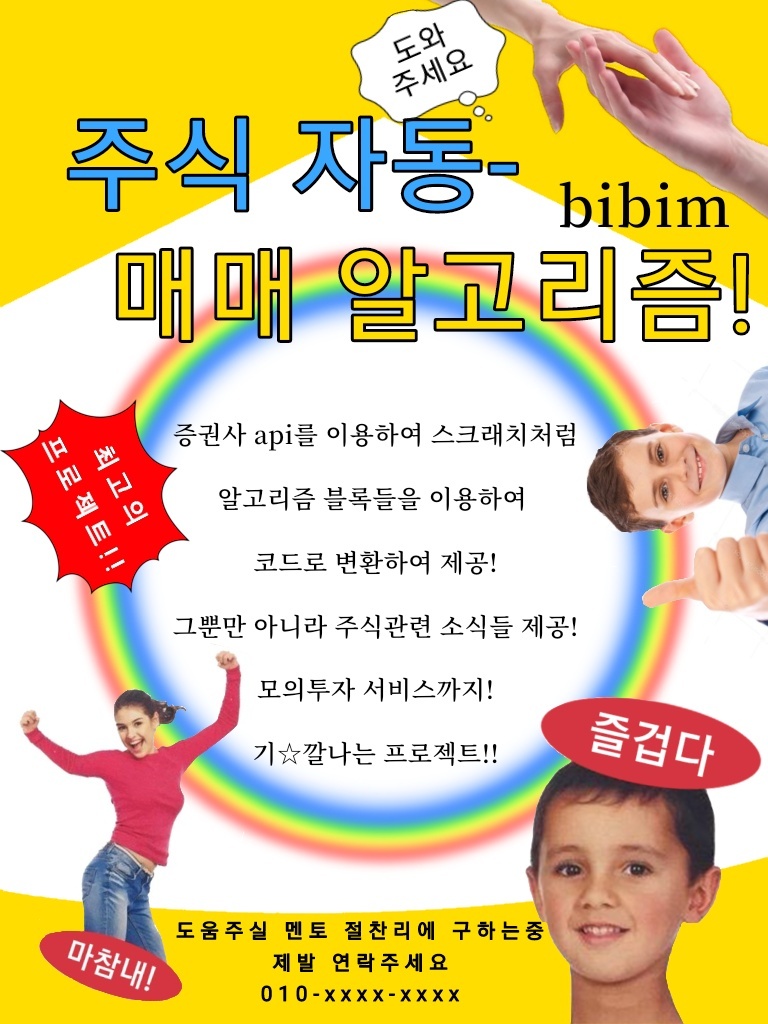 도와
주세요
주식 자동-
bibim
매매 알고리즘!
최고의
프로젝트!!
증권사 api를 이용하여 스크래치처럼
알고리즘 블록들을 이용하여
코드로 변환하여 제공!
그뿐만 아니라 주식관련 소식들 제공!
모의투자 서비스까지!
기☆깔나는 프로젝트!!
즐겁다
마참내!
도움주실 멘토 절찬리에 구하는중
제발 연락주세요
010-xxxx-xxxx